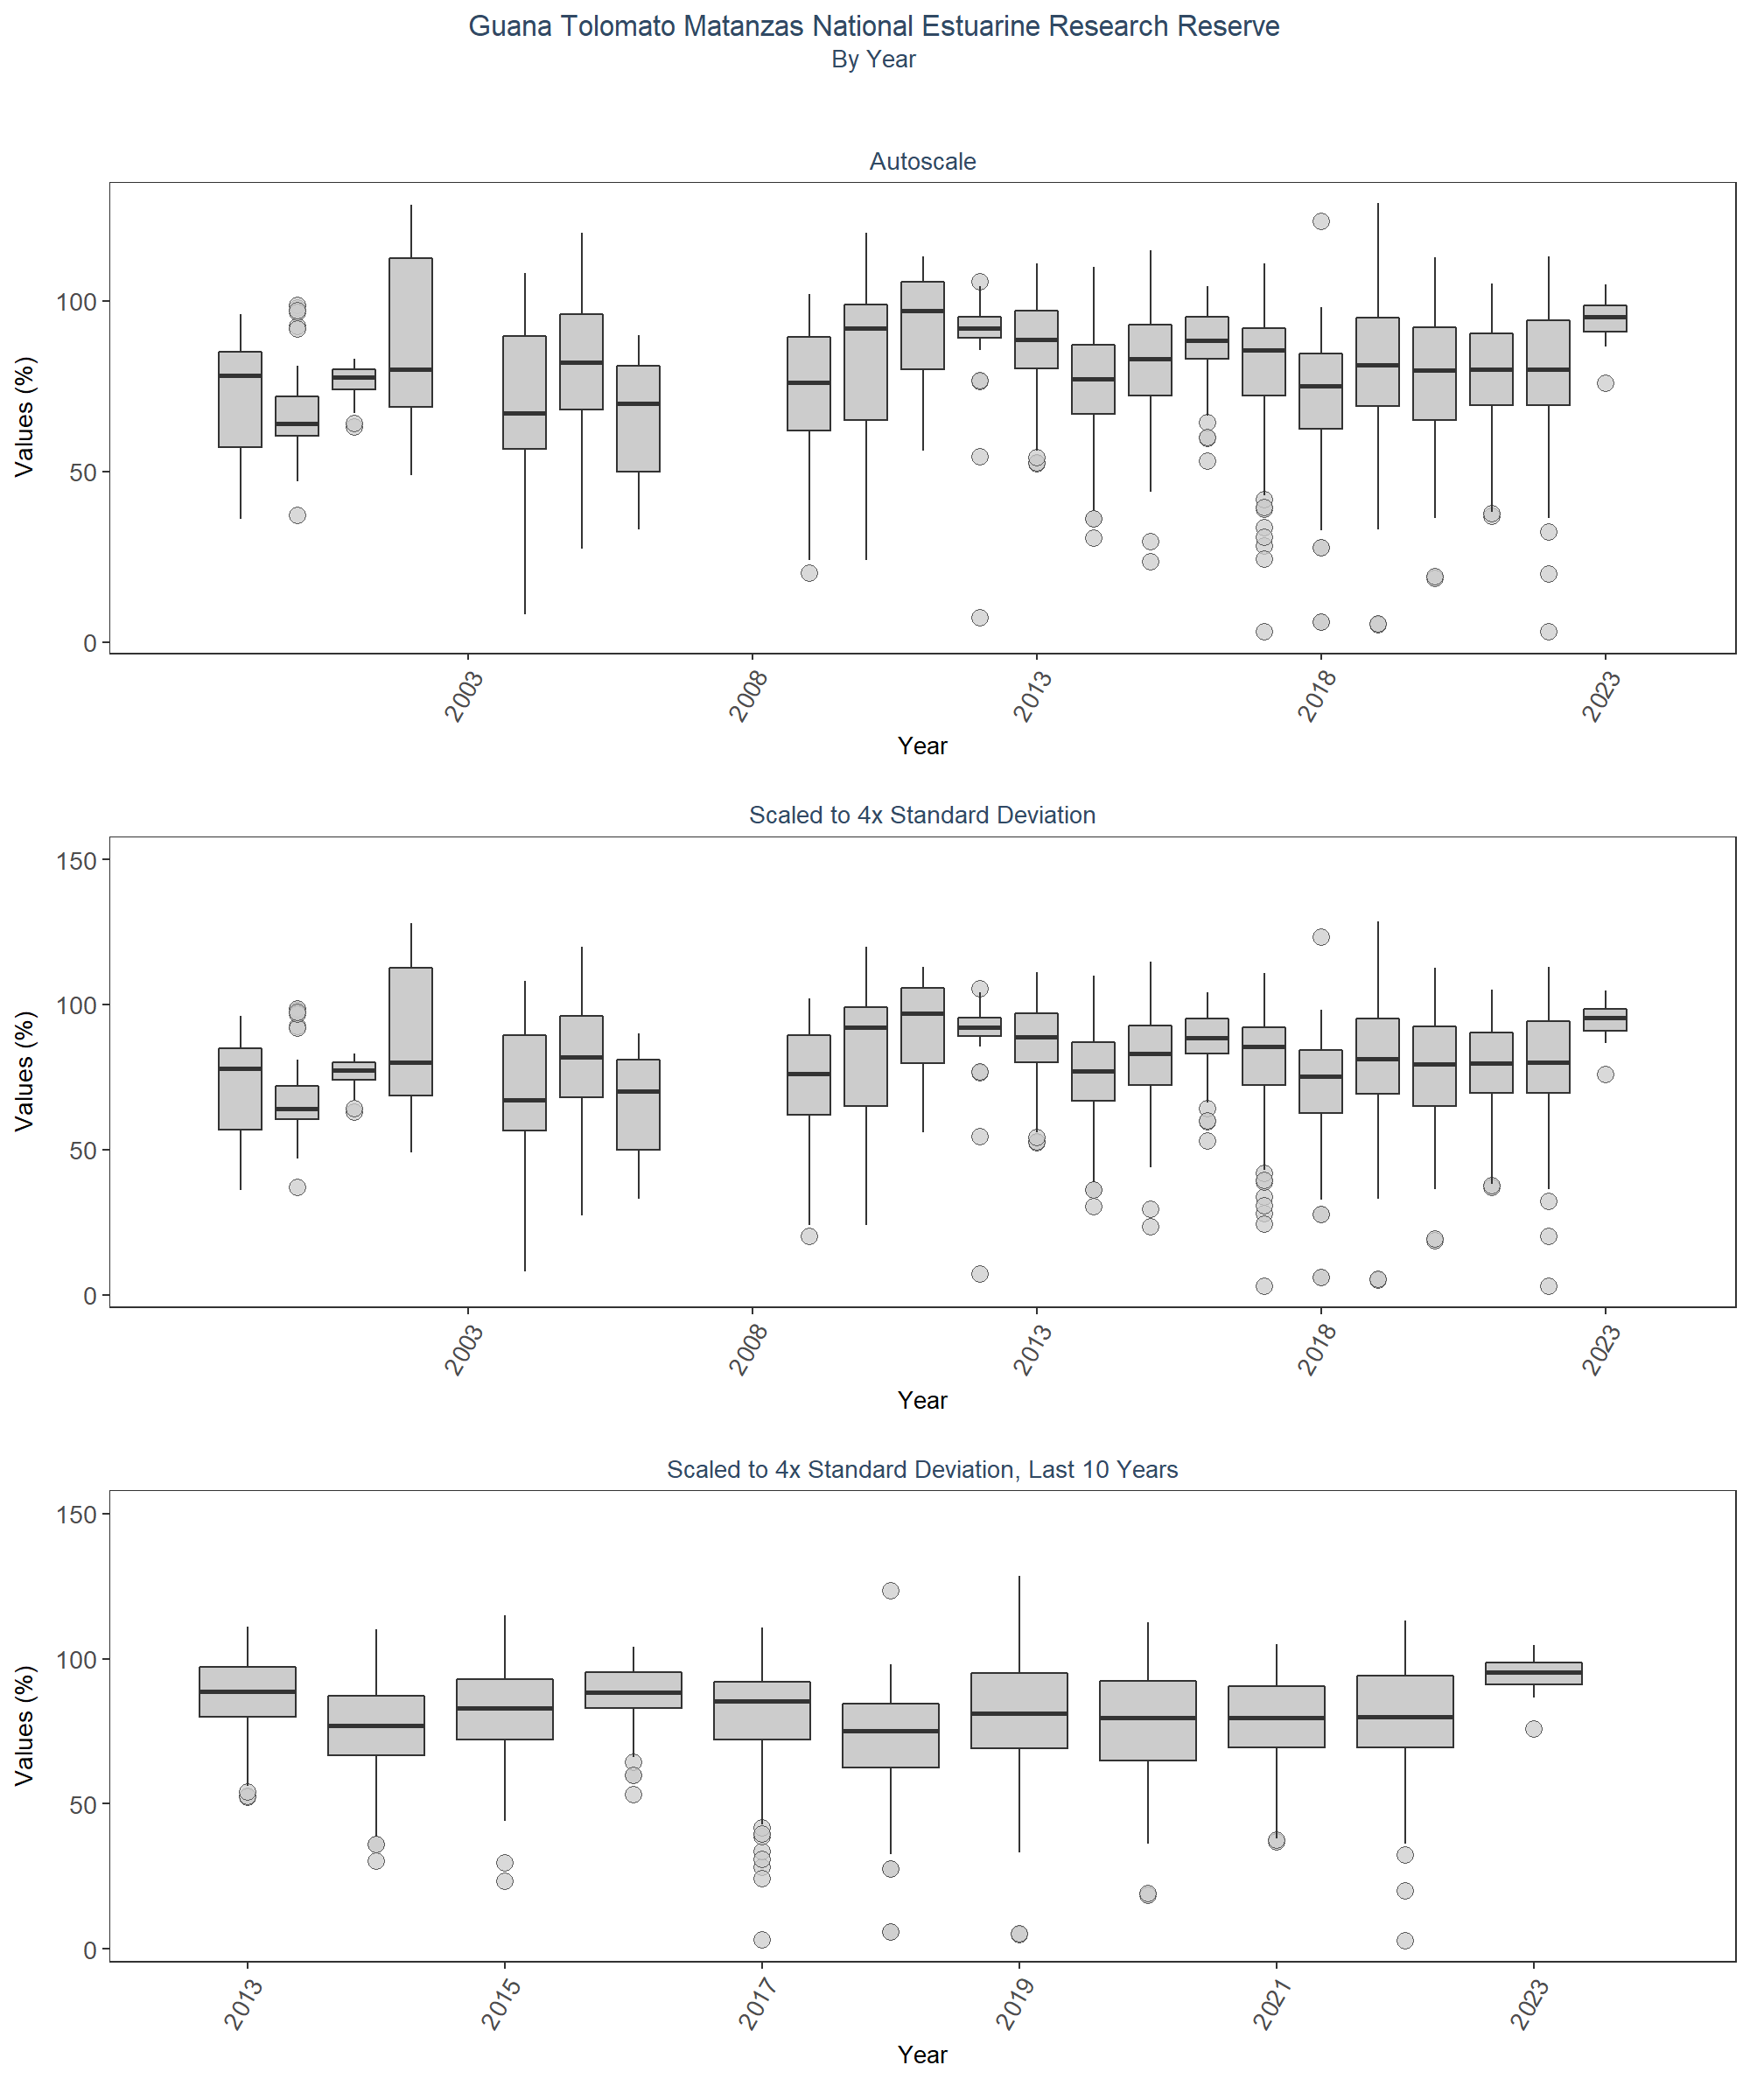 Guana Tolomato Matanzas National Estuarine Research Reserve
By Year
Autoscale
Values (%)
100
50
0
2003
2008
2013
2018
2023
Year
Scaled to 4x Standard Deviation
Values (%)
150
100
50
0
2003
2008
2013
2018
2023
Year
Scaled to 4x Standard Deviation, Last 10 Years
Values (%)
150
100
50
0
2013
2015
2017
2019
2021
2023
Year